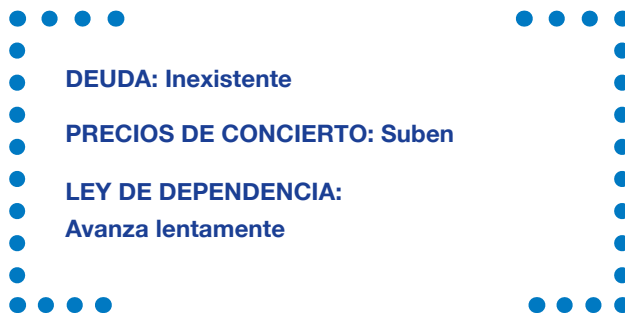 DEUDA: Inexistente
PRECIOS DE CONCIERTO: Suben
LEY DE DEPENDENCIA:
Avanza lentamente